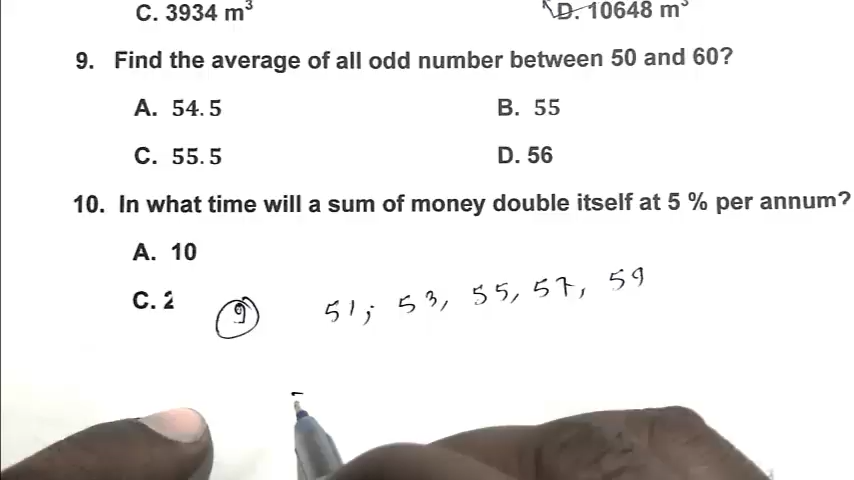 C. 3934 m³ D. 10648 m³
9. Find the average of all odd number between 50 and 60?
A. 54.5 B. 55
C. 55.5 D. 56
10. In what time will a sum of money double itself at 5 % per annum?
A. 10
C. 2
9 51, 53, 55, 57, 59